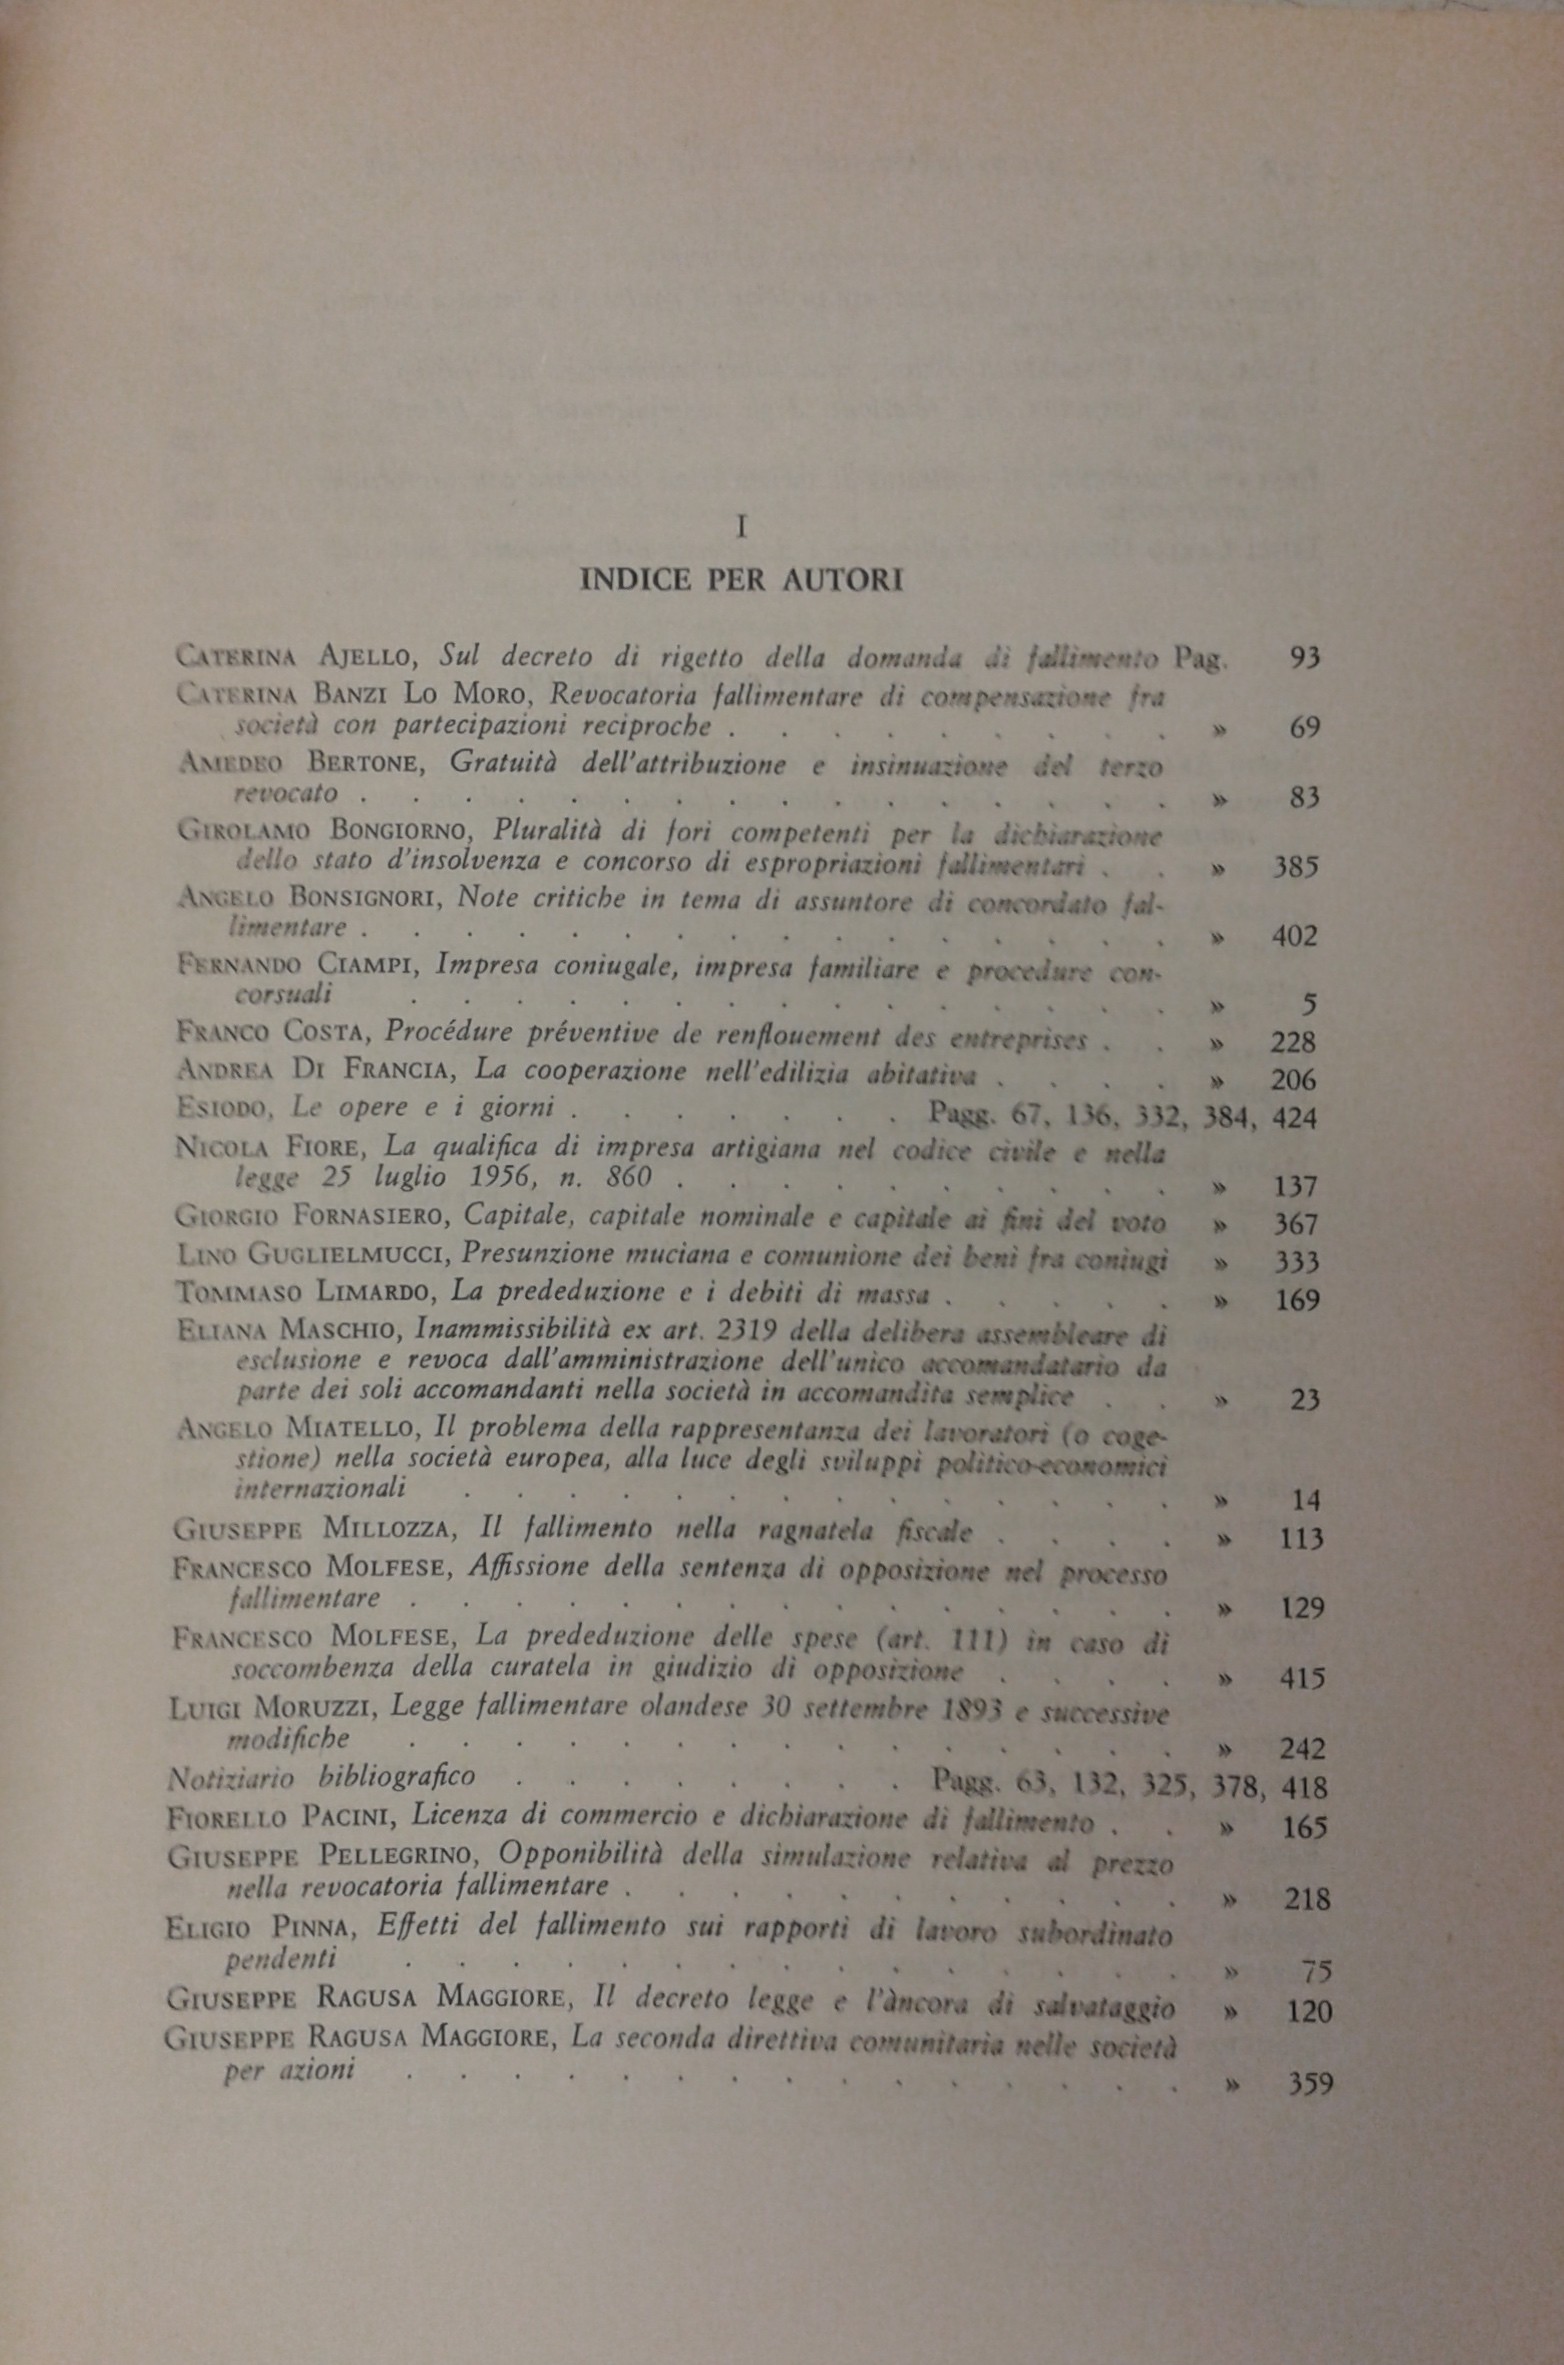 I
INDICE PER AUTORI
CATERINA AJELLO, Sul decreto di rigetto della domanda di fallimento Pag. 93
CATERINA BANZI LO MORO, Revocatoria fallimentare di compensazione fra
società con partecipazioni reciproche . . . . . . . . . » 69
AMEDEO BERTONE, Gratuità dell'attribuzione e insinuazione del terzo
revocato . . . . . . . . . . . . . . . . » 83
GIROLAMO BONGIORNO, Pluralità di fori competenti per la dichiarazione
dello stato d'insolvenza e concorso di espropriazioni fallimentari . . » 385
ANGELO BONSIGNORI, Note critiche in tema di assuntore di concordato fal-
limentare . . . . . . . . . . . . . . . . » 402
FERNANDO CIAMPI, Impresa coniugale, impresa familiare e procedure con-
corsuali . . . . . . . . . . . . . . . » 5
FRANCO COSTA, Procédure préventive de renflouement des entreprises . . » 228
ANDREA DI FRANCIA, La cooperazione nell'edilizia abitativa . . . . » 206
ESIODO, Le opere e i giorni . . . . . . . Pagg. 67, 136, 332, 384, 424
NICOLA FIORE, La qualifica di impresa artigiana nel codice civile e nella
legge 25 luglio 1956, n. 860 . . . . . . . . . . » 137
GIORGIO FORNASIERO, Capitale, capitale nominale e capitale ai fini del voto » 367
LINO GUGLIELMUCCI, Presunzione muciana e comunione dei beni fra coniugi » 333
TOMMASO LIMARDO, La prededuzione e i debiti di massa . . . . . » 169
ELIANA MASCHIO, Inammissibilità ex art. 2319 della delibera assembleare di
esclusione e revoca dall'amministrazione dell'unico accomandatario da
parte dei soli accomandanti nella società in accomandita semplice . . » 23
ANGELO MIATELLO, Il problema della rappresentanza dei lavoratori (o coge-
stione) nella società europea, alla luce degli sviluppi politico-economici
internazionali . . . . . . . . . . . . . . » 14
GIUSEPPE MILLOZZA, Il fallimento nella ragnatela fiscale . . . . » 113
FRANCESCO MOLFESE, Affissione della sentenza di opposizione nel processo
fallimentare . . . . . . . . . . . . . . . » 129
FRANCESCO MOLFESE, La prededuzione delle spese (art. 111) in caso di
soccombenza della curatela in giudizio di opposizione . . . . » 415
LUIGI MORUZZI, Legge fallimentare olandese 30 settembre 1893 e successive
modifiche . . . . . . . . . . . . . . . » 242
Notiziario bibliografico . . . . . . . . Pagg. 63, 132, 325, 378, 418
FIORELLO PACINI, Licenza di commercio e dichiarazione di fallimento . . » 165
GIUSEPPE PELLEGRINO, Opponibilità della simulazione relativa al prezzo
nella revocatoria fallimentare . . . . . . . . . . . » 218
ELIGIO PINNA, Effetti del fallimento sui rapporti di lavoro subordinato
pendenti . . . . . . . . . . . . . . . » 75
GIUSEPPE RAGUSA MAGGIORE, Il decreto legge e l'àncora di salvataggio » 120
GIUSEPPE RAGUSA MAGGIORE, La seconda direttiva comunitaria nelle società
per azioni . . . . . . . . . . . . . . . » 359